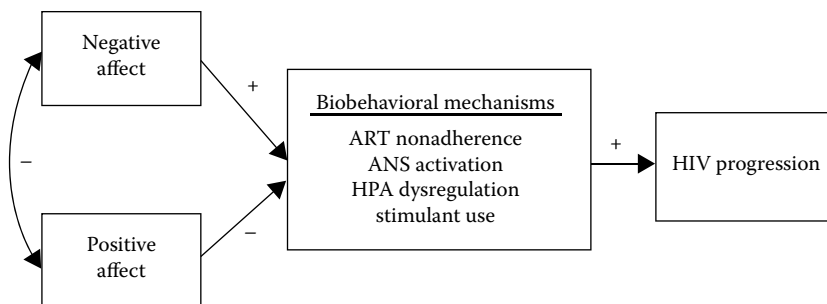 Negative
affect
+
Biobehavioral mechanisms
ART nonadherence
ANS activation
HPA dysregulation
stimulant use
+
HIV progression
–
–
Positive
affect